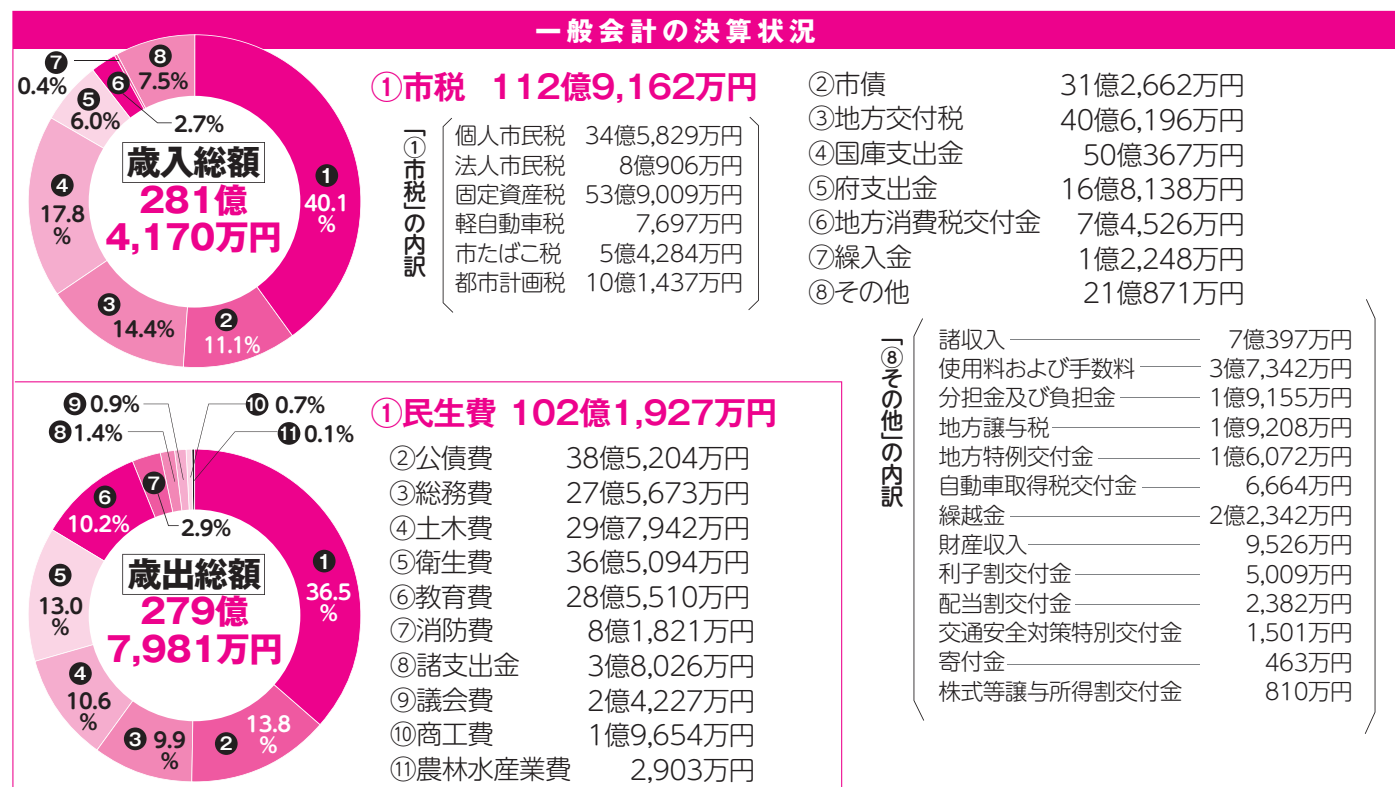 一般会計の決算状況
❶
40.1
%
❷
11.1%
❸
14.4%
❹
17.8
%
❺
6.0%
❻
2.7%
❼
0.4%
❽
7.5%
歳入総額
281億
4,170万円
①市税 112億9,162万円
「①市税」の内訳
個人市民税 34億5,829万円
法人市民税 8億906万円
固定資産税 53億9,009万円
軽自動車税 7,697万円
市たばこ税 5億4,284万円
都市計画税 10億1,437万円
②市債 31億2,662万円
③地方交付税 40億6,196万円
④国庫支出金 50億367万円
⑤府支出金 16億8,138万円
⑥地方消費税交付金 7億4,526万円
⑦繰入金 1億2,248万円
⑧その他 21億871万円
「⑧その他」の内訳
諸収入 7億397万円
使用料および手数料 3億7,342万円
分担金及び負担金 1億9,155万円
地方譲与税 1億9,208万円
地方特例交付金 1億6,072万円
自動車取得税交付金 6,664万円
繰越金 2億2,342万円
財産収入 9,526万円
利子割交付金 5,009万円
配当割交付金 2,382万円
交通安全対策特別交付金 1,501万円
寄付金 463万円
株式等譲与所得割交付金 810万円
❶
36.5
%
❷
13.8
%
❸ 9.9
%
❹
10.6
%
❺
13.0
%
❻
10.2%
❼
2.9%
❽1.4%
❾0.9%
❿ 0.7%
⓫0.1%
歳出総額
279億
7,981万円
①民生費 102億1,927万円
②公債費 38億5,204万円
③総務費 27億5,673万円
④土木費 29億7,942万円
⑤衛生費 36億5,094万円
⑥教育費 28億5,510万円
⑦消防費 8億1,821万円
⑧諸支出金 3億8,026万円
⑨議会費 2億4,227万円
⑩商工費 1億9,654万円
⑪農林水産業費 2,903万円